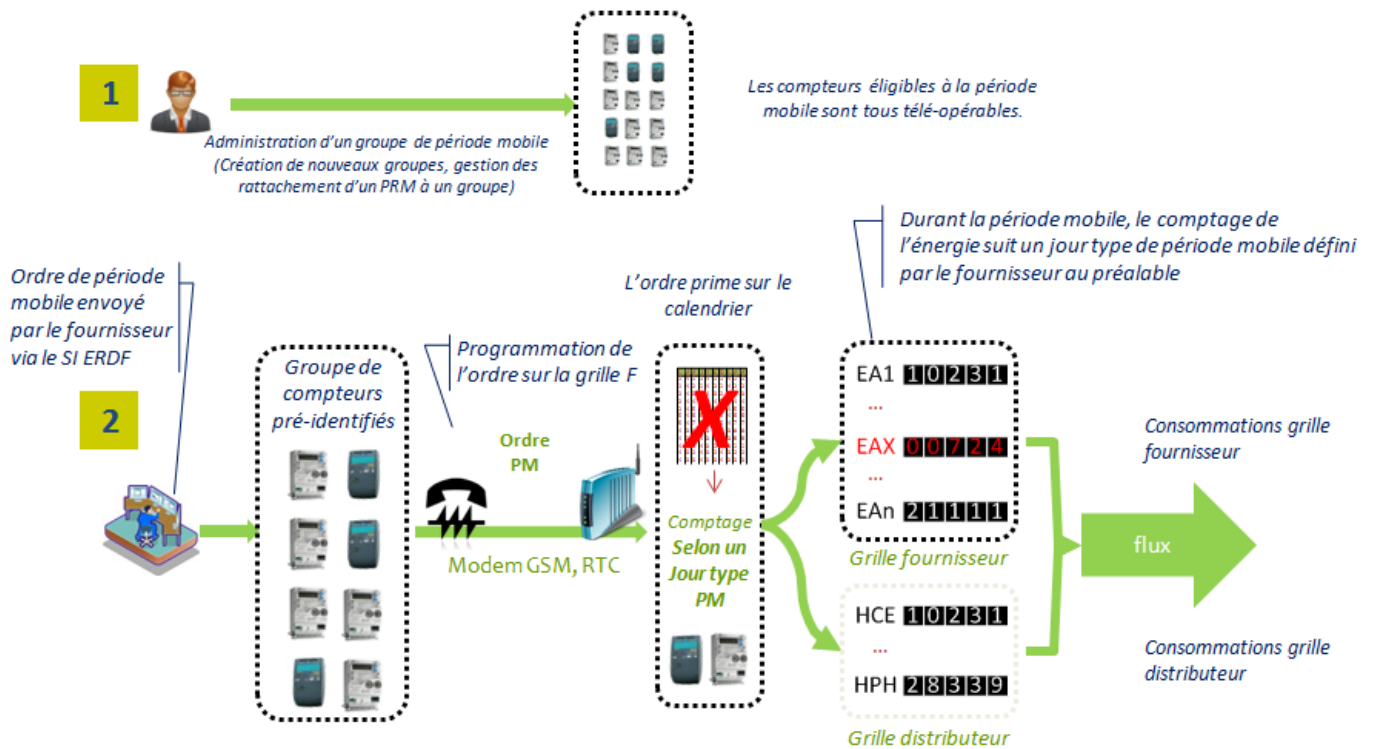 1
Administration d'un groupe de période mobile
(Création de nouveaux groupes, gestion des
rattachement d'un PRM à un groupe)
Les compteurs éligibles à la période
mobile sont tous télé-opérables.
2
Ordre de période
mobile envoyé
par le fournisseur
via le SI ERDF
Groupe de
compteurs
pré-identifiés
Programmation de
l'ordre sur la grille F
Ordre
PM
Modem GSM, RTC
L'ordre prime sur le
calendrier
X
Comptage
Selon un
Jour type
PM
Durant la période mobile, le comptage de
l'énergie suit un jour type de période mobile défini
par le fournisseur au préalable
EA1 10231
...
EAX 00724
...
EAn 21111
Grille fournisseur
HCE 10231
...
HPH 28339
Grille distributeur
flux
Consommations grille
fournisseur
Consommations grille
distributeur